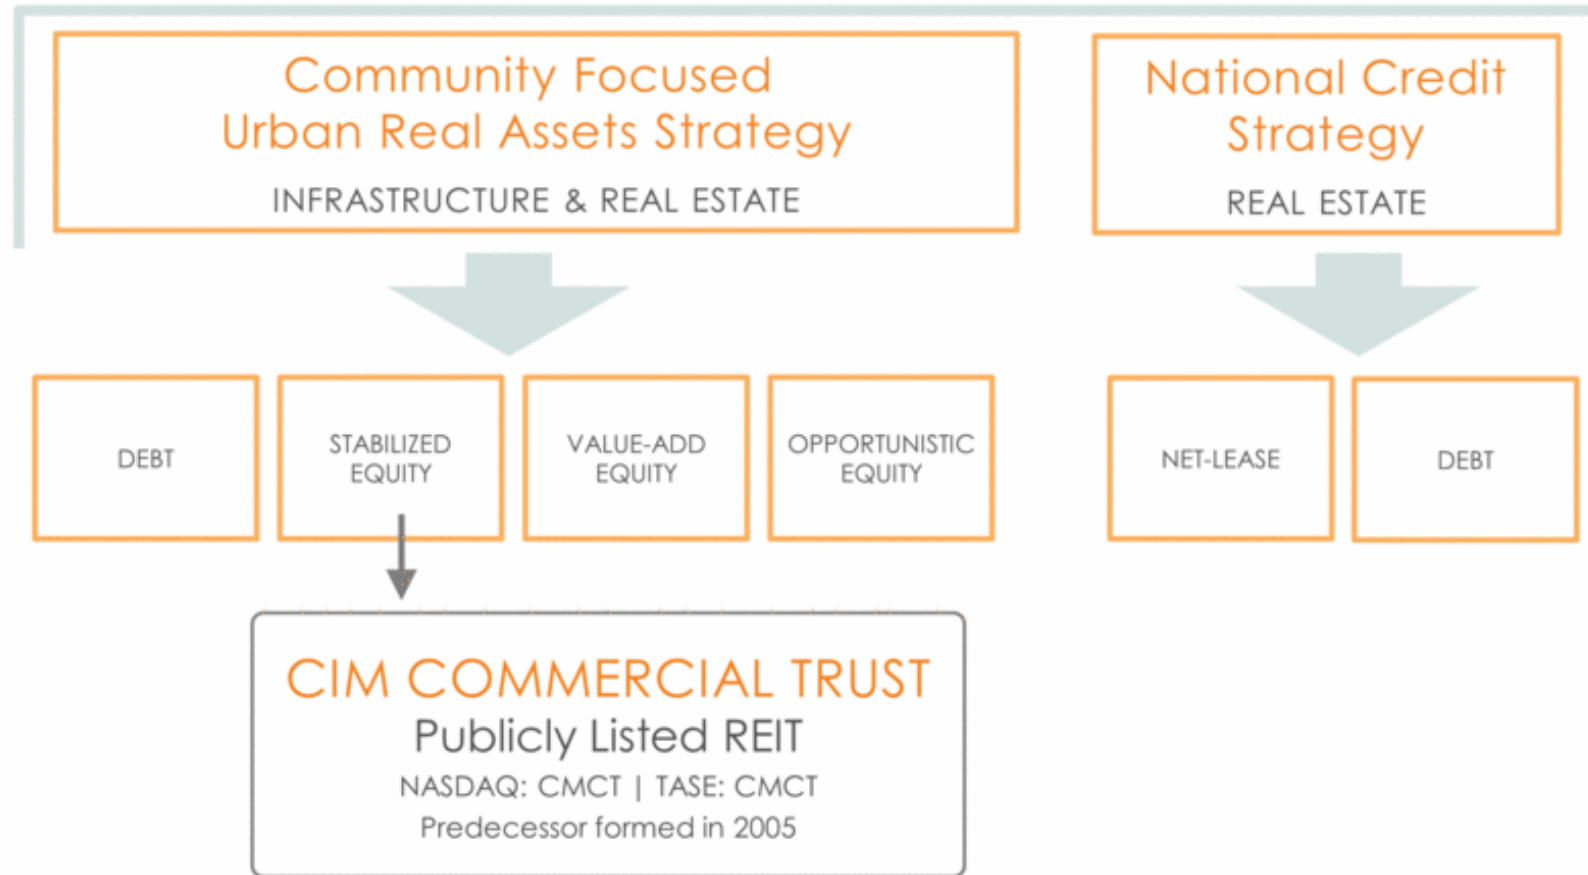 Community Focused
Urban Real Assets Strategy
INFRASTRUCTURE & REAL ESTATE
National Credit
Strategy
REAL ESTATE
DEBT
STABILIZED
EQUITY
VALUE-ADD
EQUITY
OPPORTUNISTIC
EQUITY
NET-LEASE
DEBT
CIM COMMERCIAL TRUST
Publicly Listed REIT
NASDAQ: CMCT | TASE: CMCT
Predecessor formed in 2005